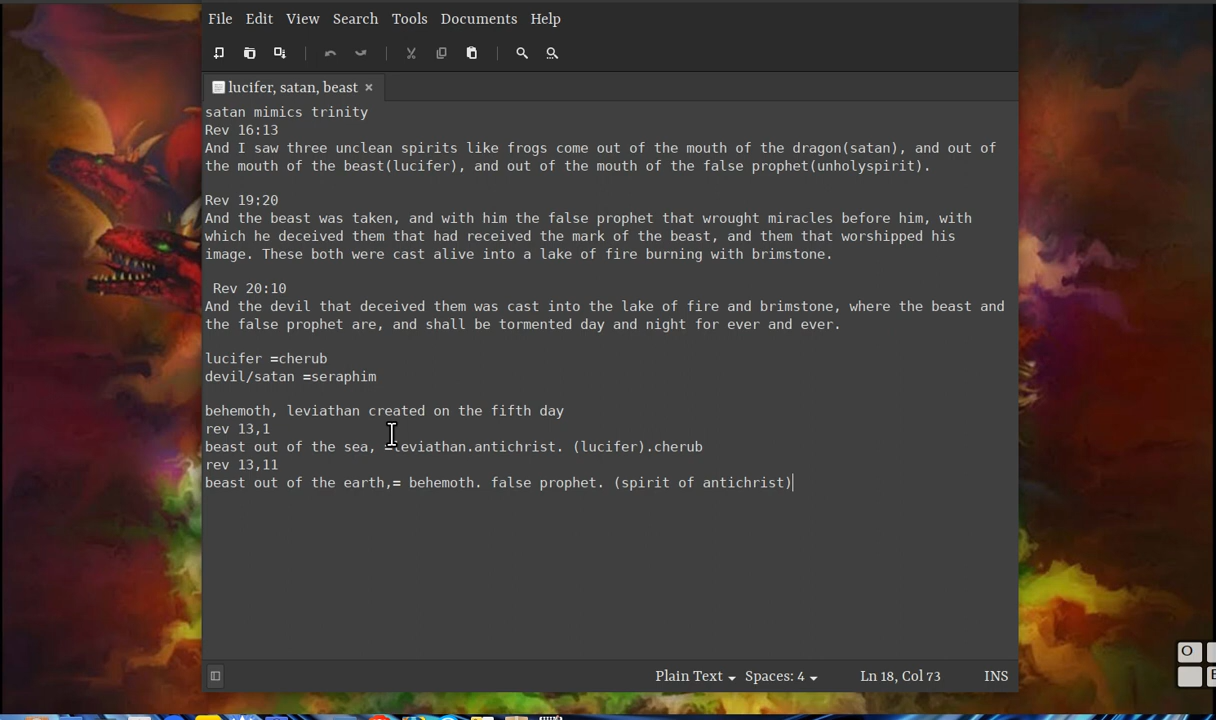 File Edit View Search Tools Documents Help
lucifer, satan, beast ×
satan mimics trinity
Rev 16:13
And I saw three unclean spirits like frogs come out of the mouth of the dragon(satan), and out of
the mouth of the beast(lucifer), and out of the mouth of the false prophet(unholyspirit).
Rev 19:20
And the beast was taken, and with him the false prophet that wrought miracles before him, with
which he deceived them that had received the mark of the beast, and them that worshipped his
image. These both were cast alive into a lake of fire burning with brimstone.
Rev 20:10
And the devil that deceived them was cast into the lake of fire and brimstone, where the beast and
the false prophet are, and shall be tormented day and night for ever and ever.
lucifer =cherub
devil/satan =seraphim
behemoth, leviathan created on the fifth day
rev 13,1
beast out of the sea, =leviathan.antichrist. (lucifer).cherub
rev 13,11
beast out of the earth,= behemoth. false prophet. (spirit of antichrist)
Plain Text Spaces: 4 Ln 18, Col 73 INS
O